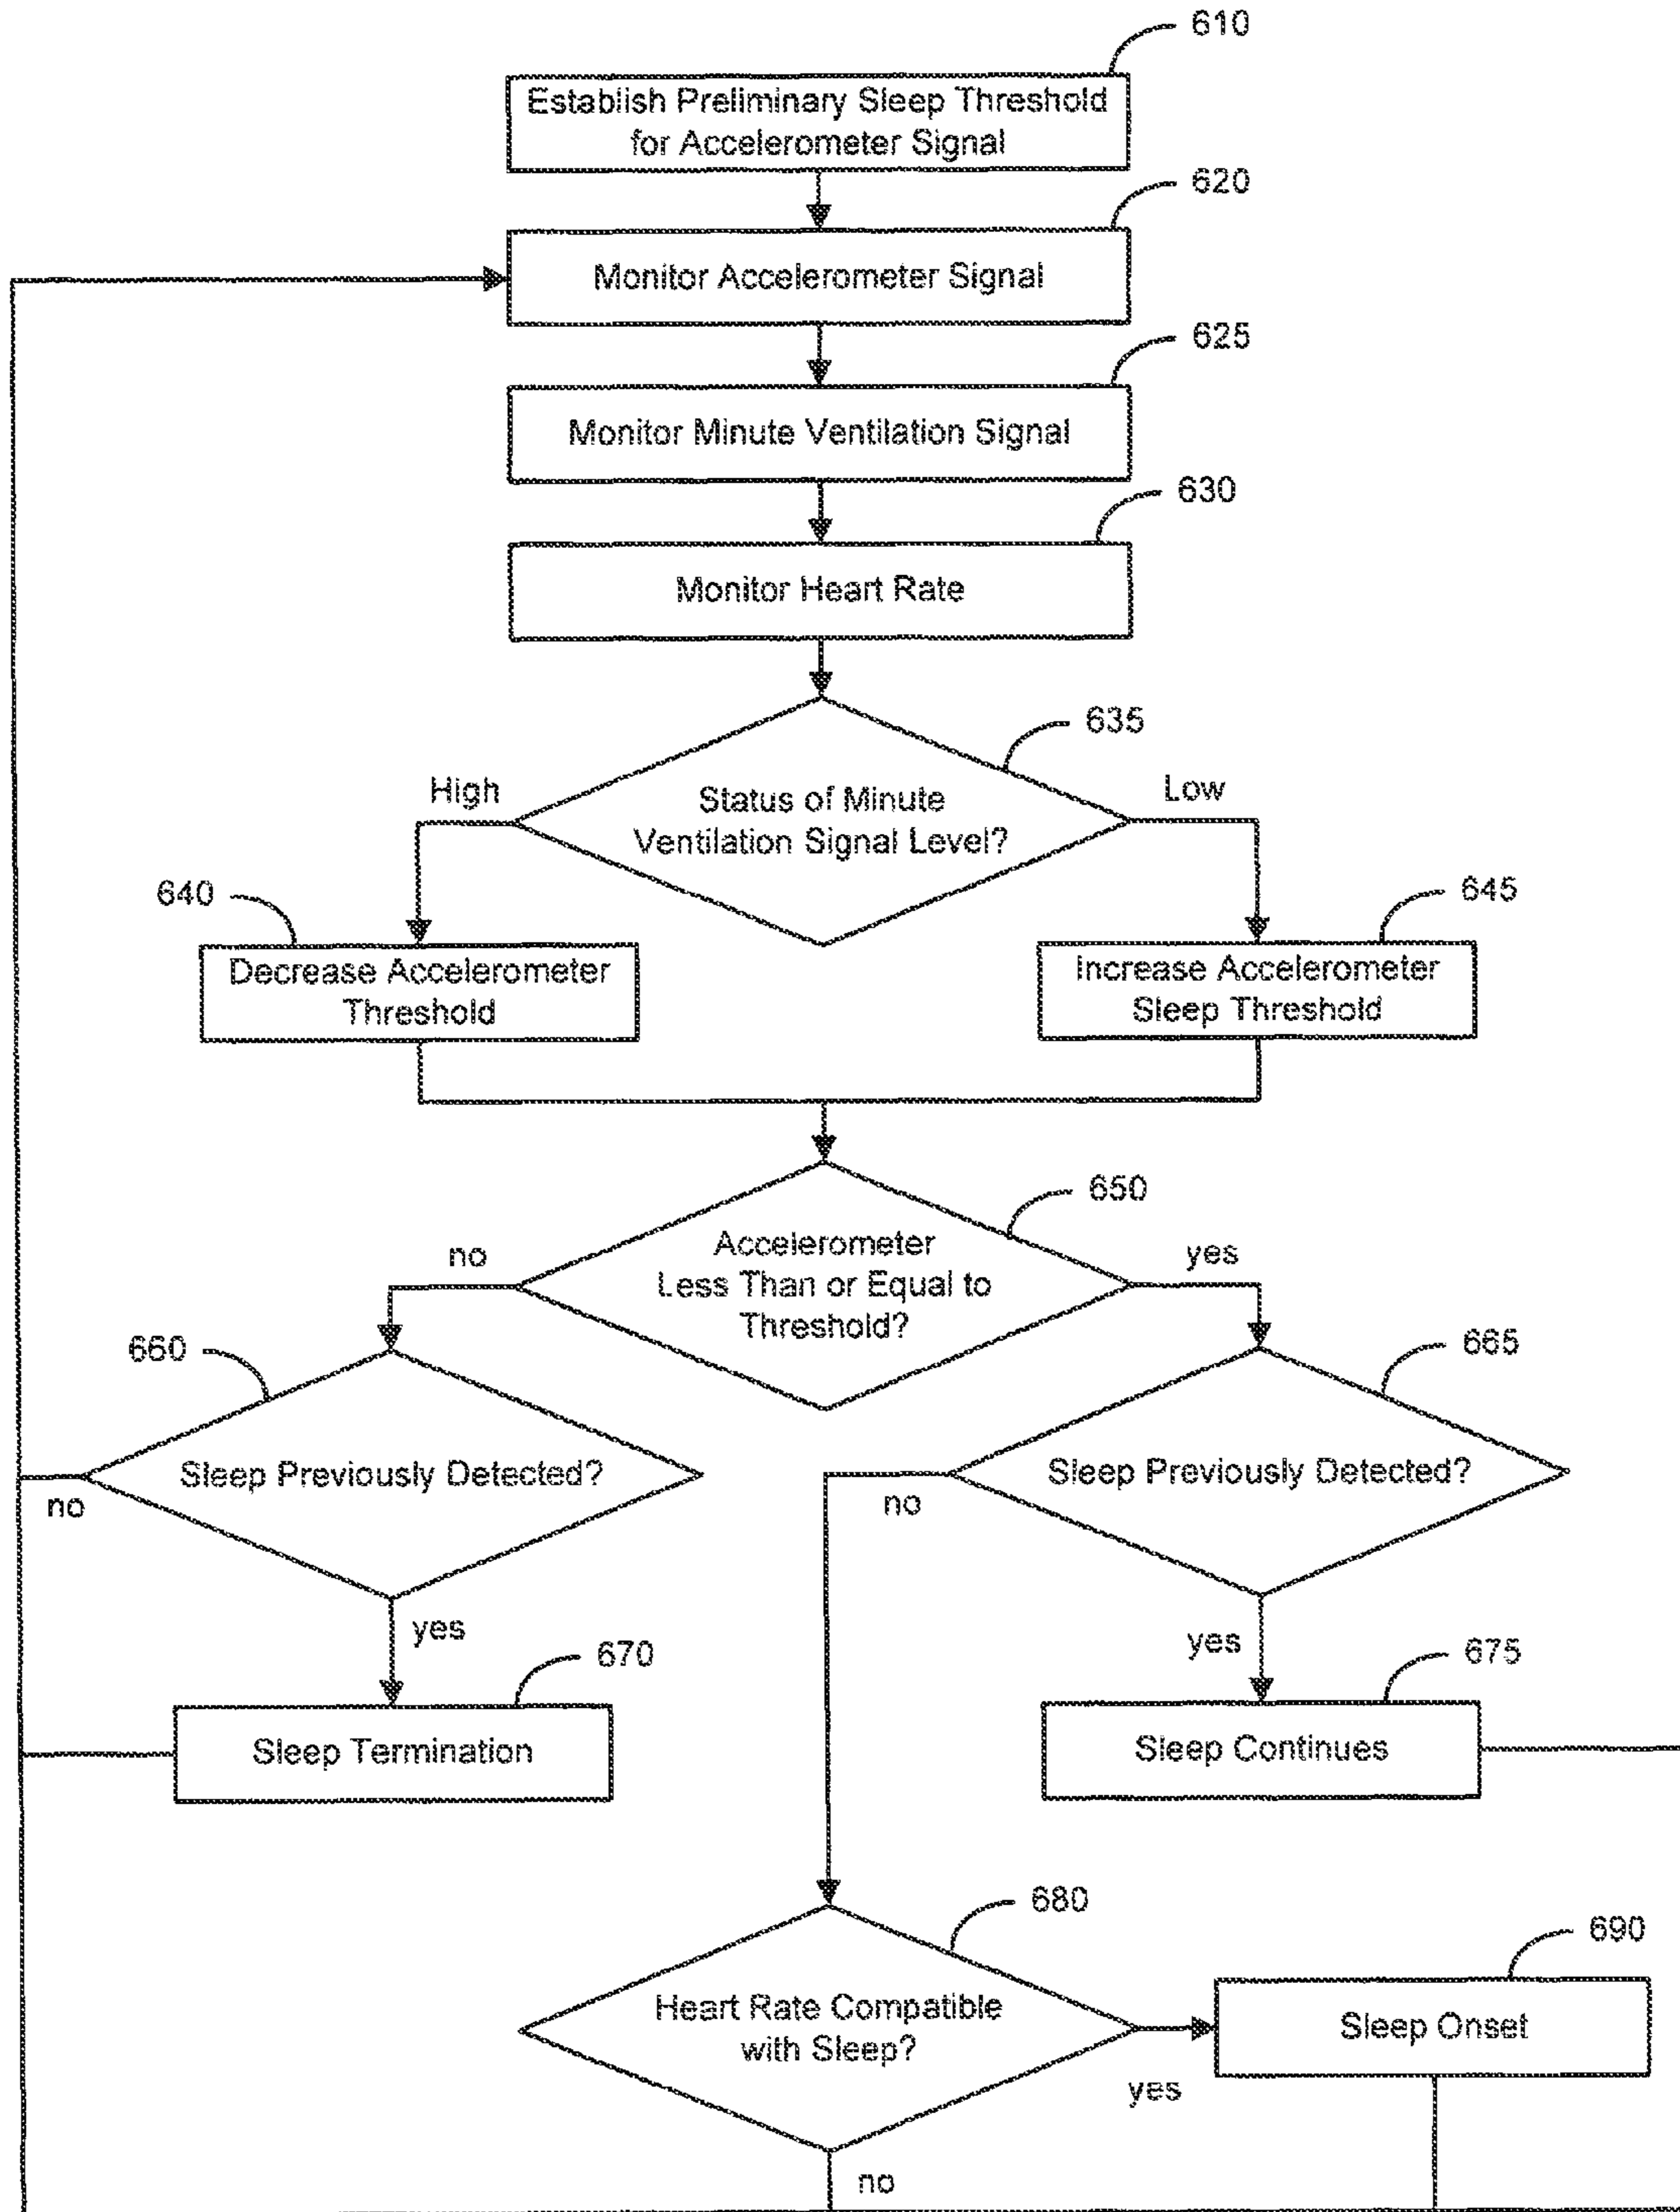 610
Establish Preliminary Sleep Threshold
for Accelerometer Signal
620
Monitor Accelerometer Signal
625
Monitor Minute Ventilation Signal
630
Monitor Heart Rate
635
High
Status of Minute
Ventilation Signal Level?
Low
640
645
Decrease Accelerometer
Threshold
Increase Accelerometer
Sleep Threshold
650
no
Accelerometer
Less Than or Equal to
Threshold?
yes
660
665
Sleep Previously Detected?
no
Sleep Previously Detected?
no
yes
670
yes
675
Sleep Termination
Sleep Continues
680
690
Heart Rate Compatible
with Sleep?
yes
Sleep Onset
no